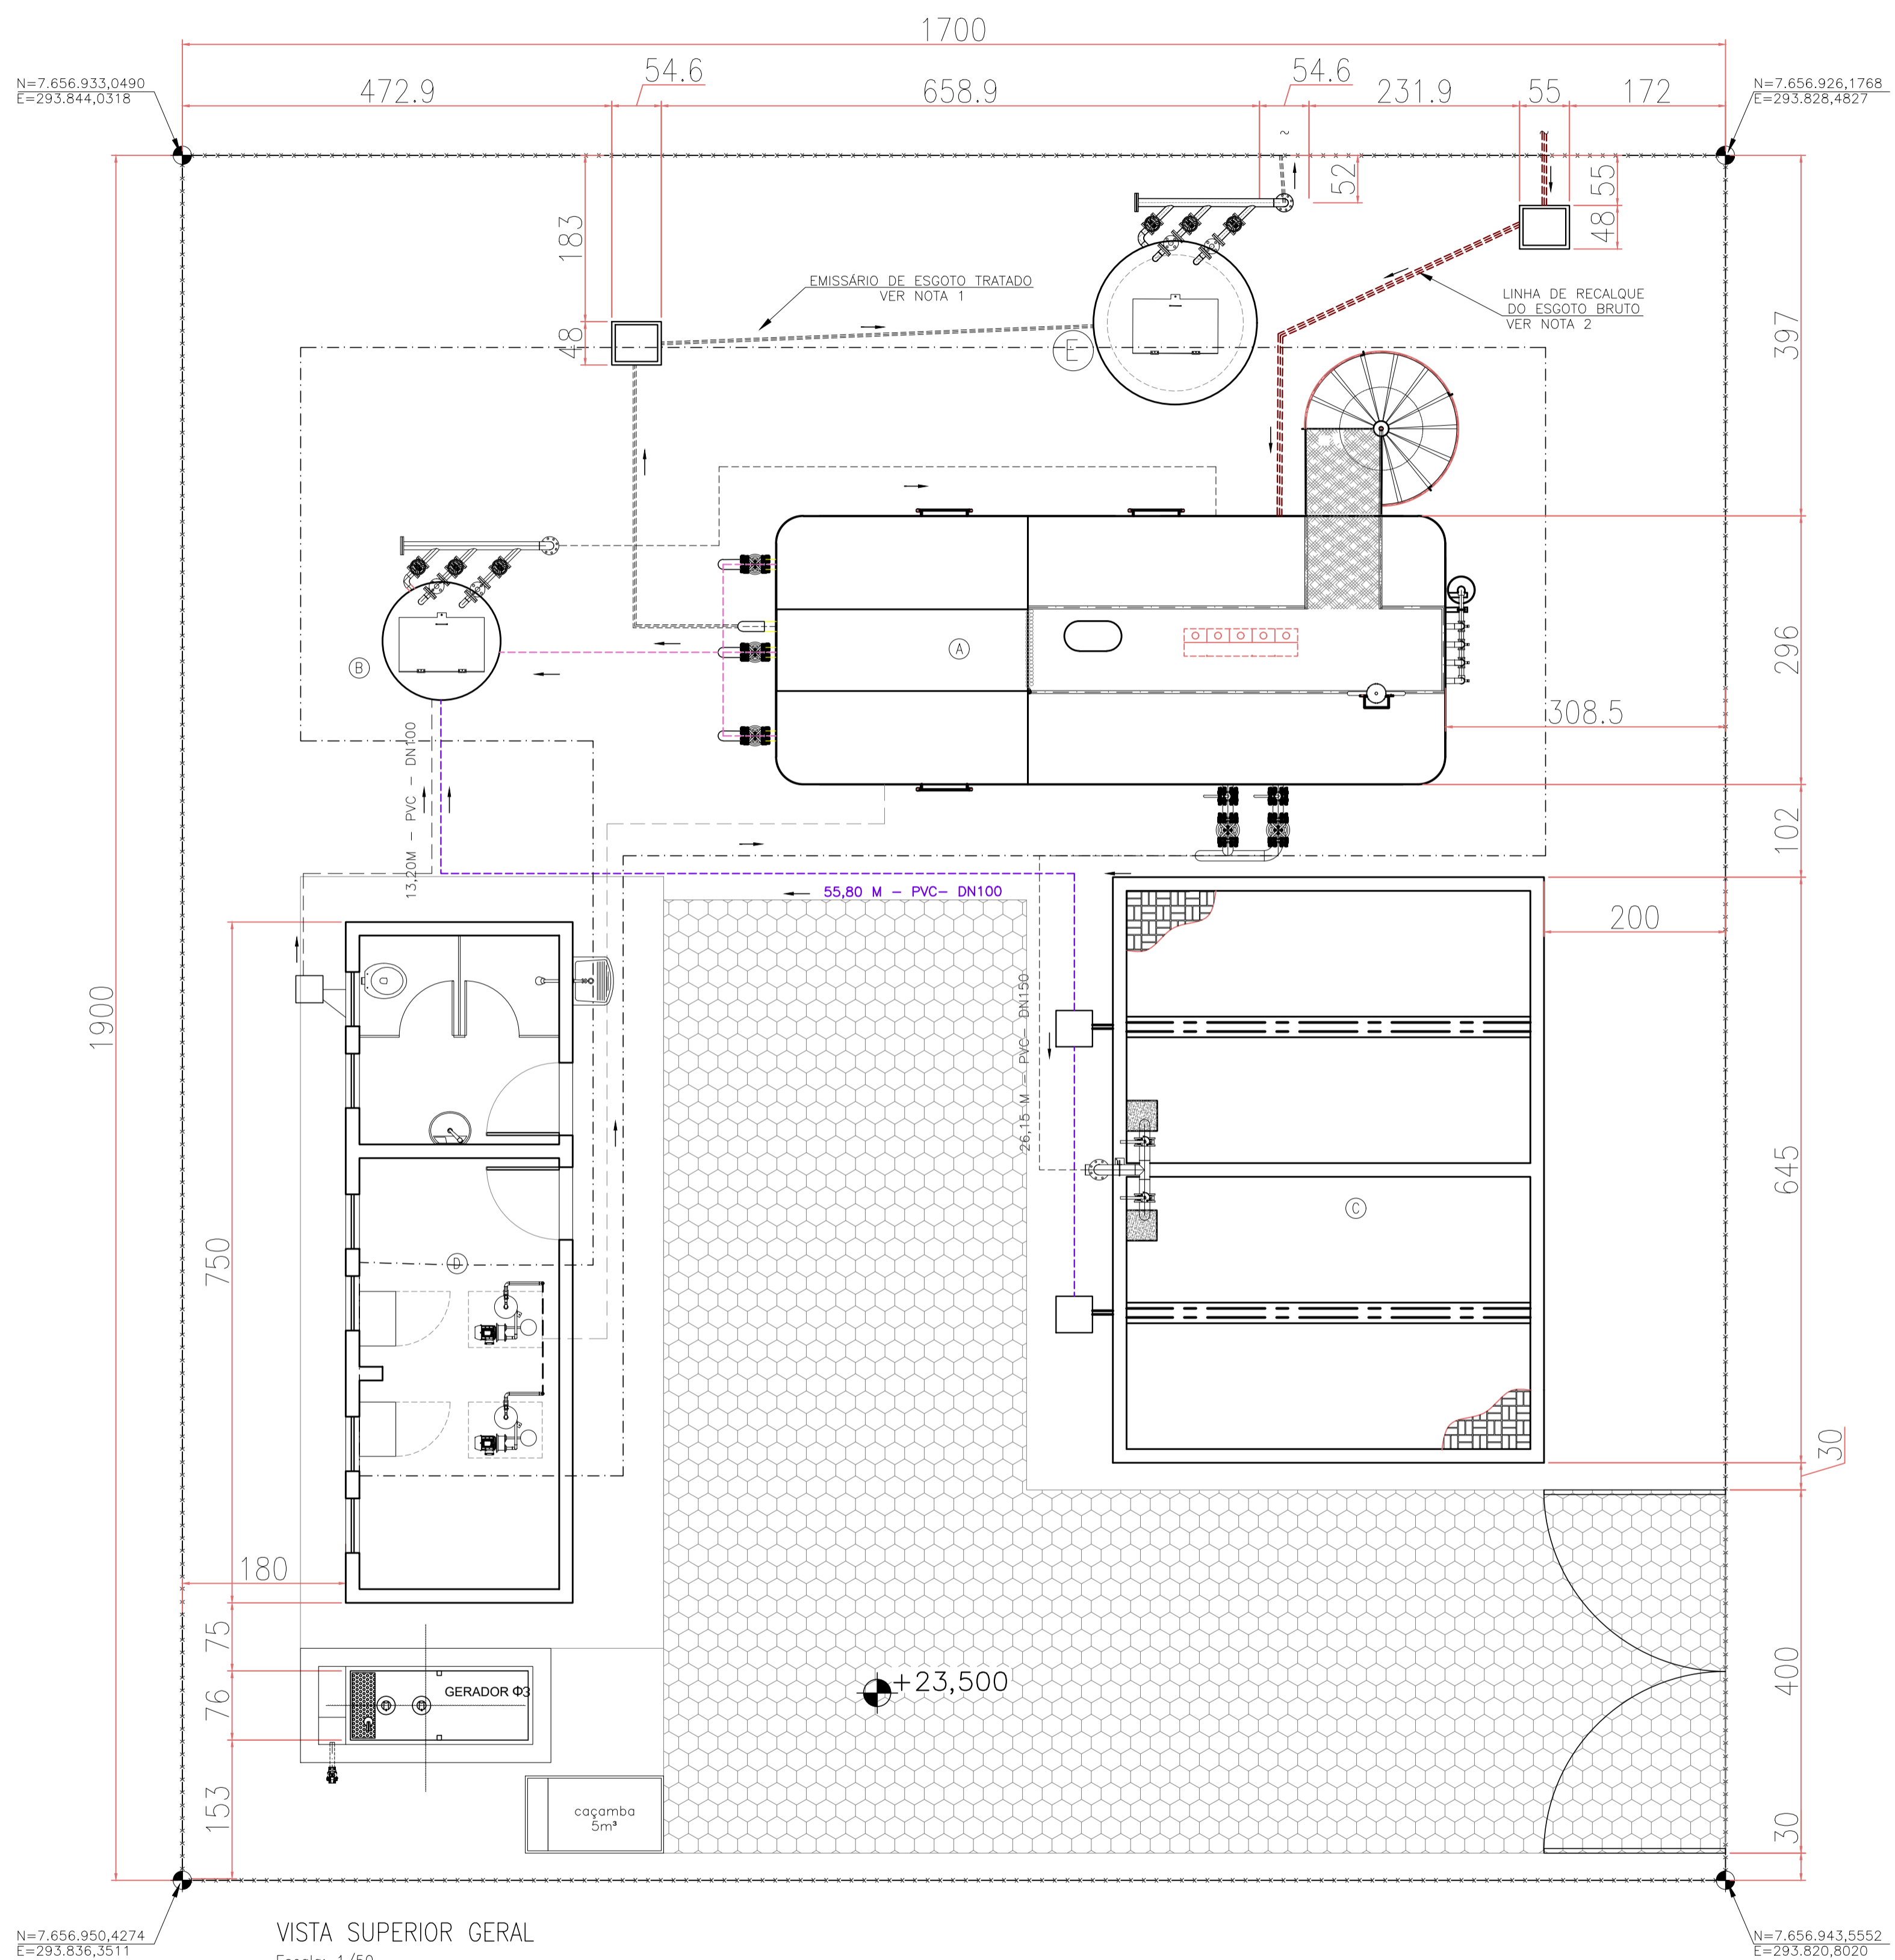 1700
54.6
54.6
472.9
658.9
231.9
55
172
N=7.656.933,0490
E=293.844,0318
N=7.656.926,1768
E=293.828,4827
52
55
48
183
48
EMISSÁRIO DE ESGOTO TRATADO
VER NOTA 1
LINHA DE RECALQUE
DO ESGOTO BRUTO
VER NOTA 2
E
397
A
B
296
308.5
13,20M - PVC - DN100
102
55,80 M - PVC- DN100
200
1900
26,15 M - PVC- DN150
645
C
750
D
30
180
75
GERADOR Φ3
76
+23,500
400
153
caçamba
5m³
30
N=7.656.950,4274
E=293.836,3511
VISTA SUPERIOR GERAL
Escala: 1/50
N=7.656.943,5552
E=293.820,8020